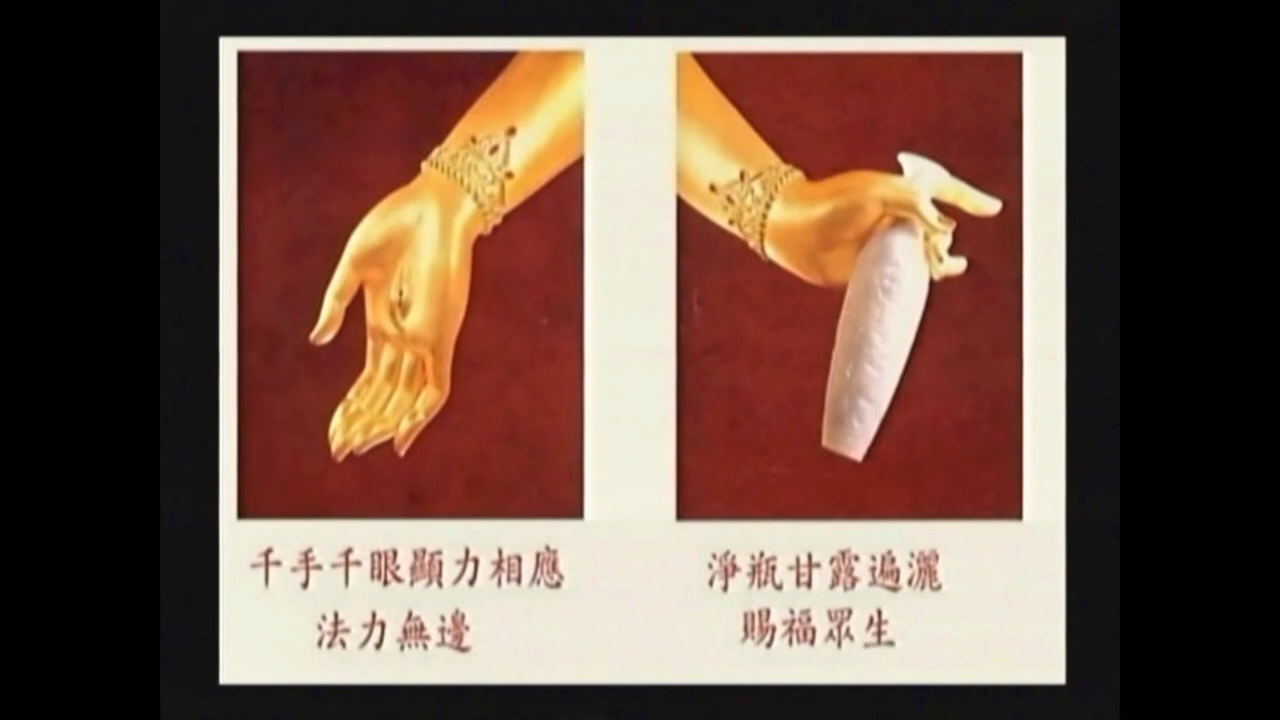 千手千眼顯力相應
法力無邊
淨瓶甘露遍灑
賜福眾生